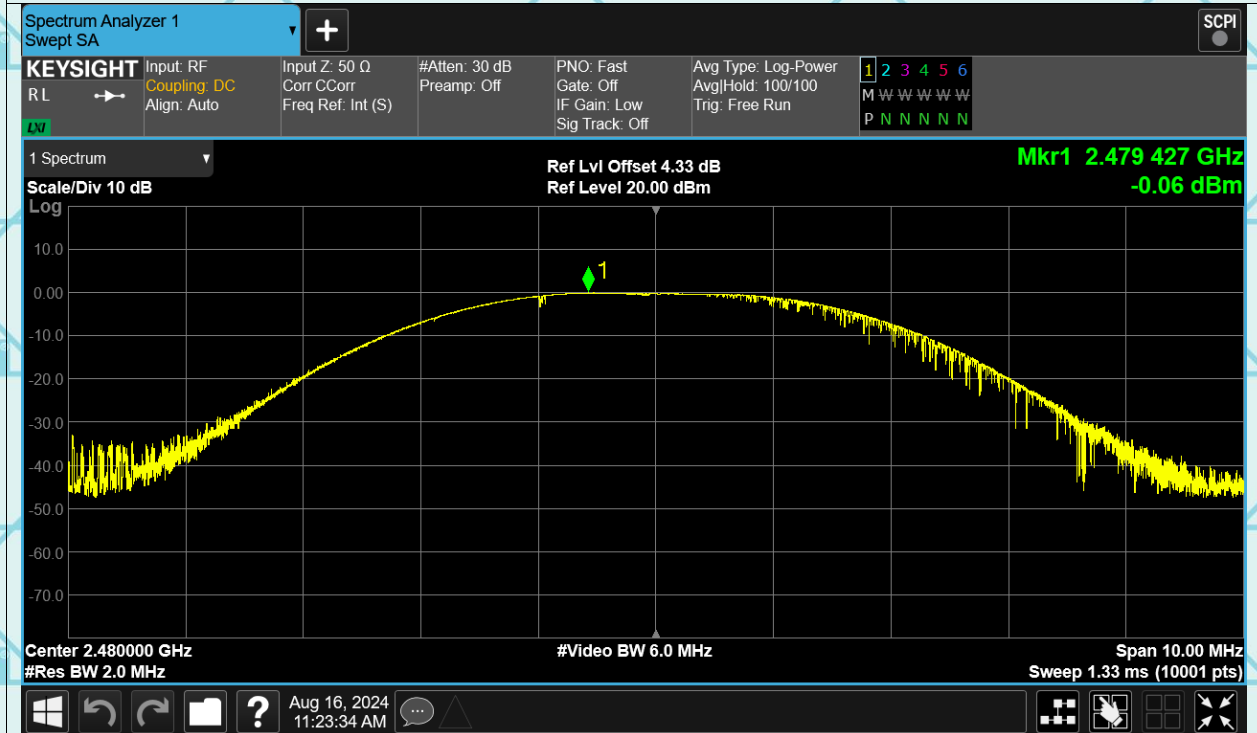 Spectrum Analyzer 1
Swept SA
+
SCPI
KEYSIGHT
RL
LXI
Input: RF
Coupling: DC
Align: Auto
Input Z: 50 Ω
Corr CCorr
Freq Ref: Int (S)
#Atten: 30 dB
Preamp: Off
PNO: Fast
Gate: Off
IF Gain: Low
Sig Track: Off
Avg Type: Log-Power
Avg|Hold: 100/100
Trig: Free Run
1 2 3 4 5 6
M W W W W W
P N N N N N
1 Spectrum
Scale/Div 10 dB
Log
Ref Lvl Offset 4.33 dB
Ref Level 20.00 dBm
Mkr1 2.479 427 GHz
-0.06 dBm
1
10.0
0.00
-10.0
-20.0
-30.0
-40.0
-50.0
-60.0
-70.0
Center 2.480000 GHz
#Res BW 2.0 MHz
#Video BW 6.0 MHz
Span 10.00 MHz
Sweep 1.33 ms (10001 pts)
?
Aug 16, 2024
11:23:34 AM